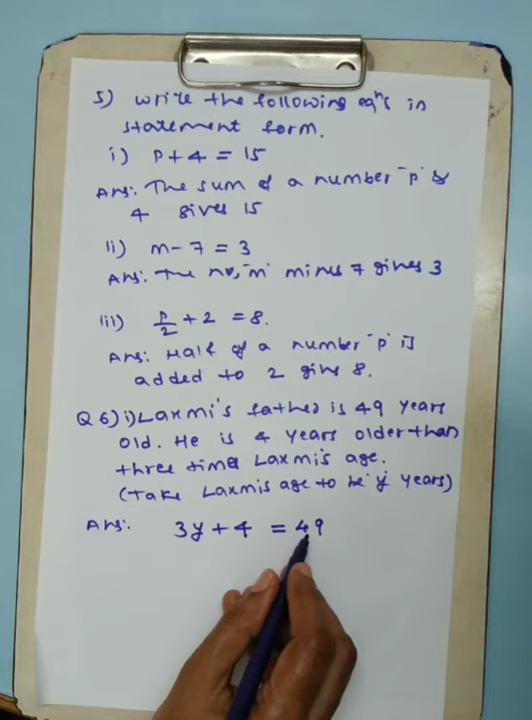 5) write the following eqns in
statement form.
i) P+4 = 15
Ans: The sum of a number "p" &
4 gives 15
ii) m-7 = 3
Ans: the no, "m" minus 7 gives 3
iii) P/2 +2 = 8.
Ans: Half of a number "p" is
added to 2 give 8.
Q 6) i) Laxmi's father is 49 years
old. He is 4 years older than
three times Laxmi's age.
(Take Laxmis age to be "y" years)
Ans: 3y+4 = 49